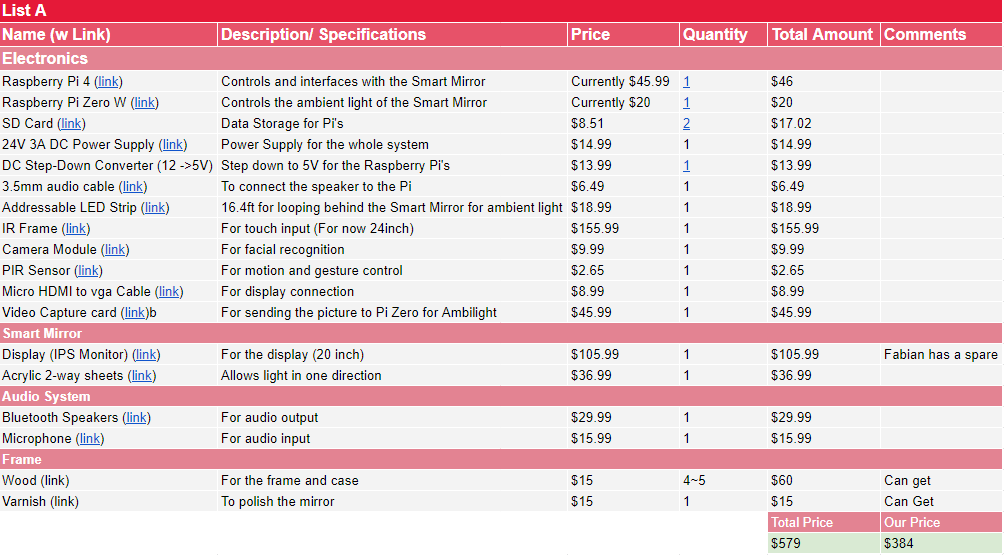 List A
Name (w Link) Description/ Specifications Price Quantity Total Amount Comments
Electronics
Raspberry Pi 4 (link) Controls and interfaces with the Smart Mirror Currently $45.99 1 $46
Raspberry Pi Zero W (link) Controls the ambient light of the Smart Mirror Currently $20 1 $20
SD Card (link) Data Storage for Pi's $8.51 2 $17.02
24V 3A DC Power Supply (link) Power Supply for the whole system $14.99 1 $14.99
DC Step-Down Converter (12 ->5V) Step down to 5V for the Raspberry Pi's $13.99 1 $13.99
3.5mm audio cable (link) To connect the speaker to the Pi $6.49 1 $6.49
Addressable LED Strip (link) 16.4ft for looping behind the Smart Mirror for ambient light $18.99 1 $18.99
IR Frame (link) For touch input (For now 24inch) $155.99 1 $155.99
Camera Module (link) For facial recognition $9.99 1 $9.99
PIR Sensor (link) For motion and gesture control $2.65 1 $2.65
Micro HDMI to vga Cable (link) For display connection $8.99 1 $8.99
Video Capture card (link)b For sending the picture to Pi Zero for Ambilight $45.99 1 $45.99
Smart Mirror
Display (IPS Monitor) (link) For the display (20 inch) $105.99 1 $105.99 Fabian has a spare
Acrylic 2-way sheets (link) Allows light in one direction $36.99 1 $36.99
Audio System
Bluetooth Speakers (link) For audio output $29.99 1 $29.99
Microphone (link) For audio input $15.99 1 $15.99
Frame
Wood (link) For the frame and case $15 4~5 $60 Can get
Varnish (link) To polish the mirror $15 1 $15 Can Get
Total Price Our Price
$579 $384